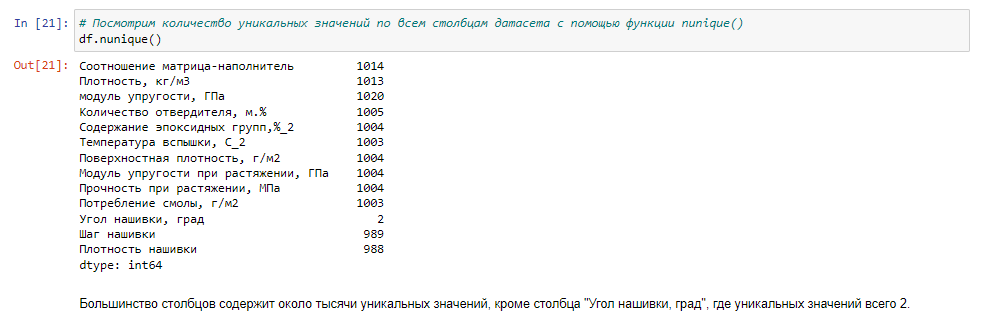 In [21]: # Посмотрим количество уникальных значений по всем столбцам датасета с помощью функции nunique()
df.nunique()
Out[21]: Соотношение матрица-наполнитель 1014
Плотность, кг/м3 1013
модуль упругости, ГПа 1020
Количество отвердителя, м.% 1005
Содержание эпоксидных групп,%_2 1004
Температура вспышки, С_2 1003
Поверхностная плотность, г/м2 1004
Модуль упругости при растяжении, ГПа 1004
Прочность при растяжении, МПа 1004
Потребление смолы, г/м2 1003
Угол нашивки, град 2
Шаг нашивки 989
Плотность нашивки 988
dtype: int64
Большинство столбцов содержит около тысячи уникальных значений, кроме столбца "Угол нашивки, град", где уникальных значений всего 2.